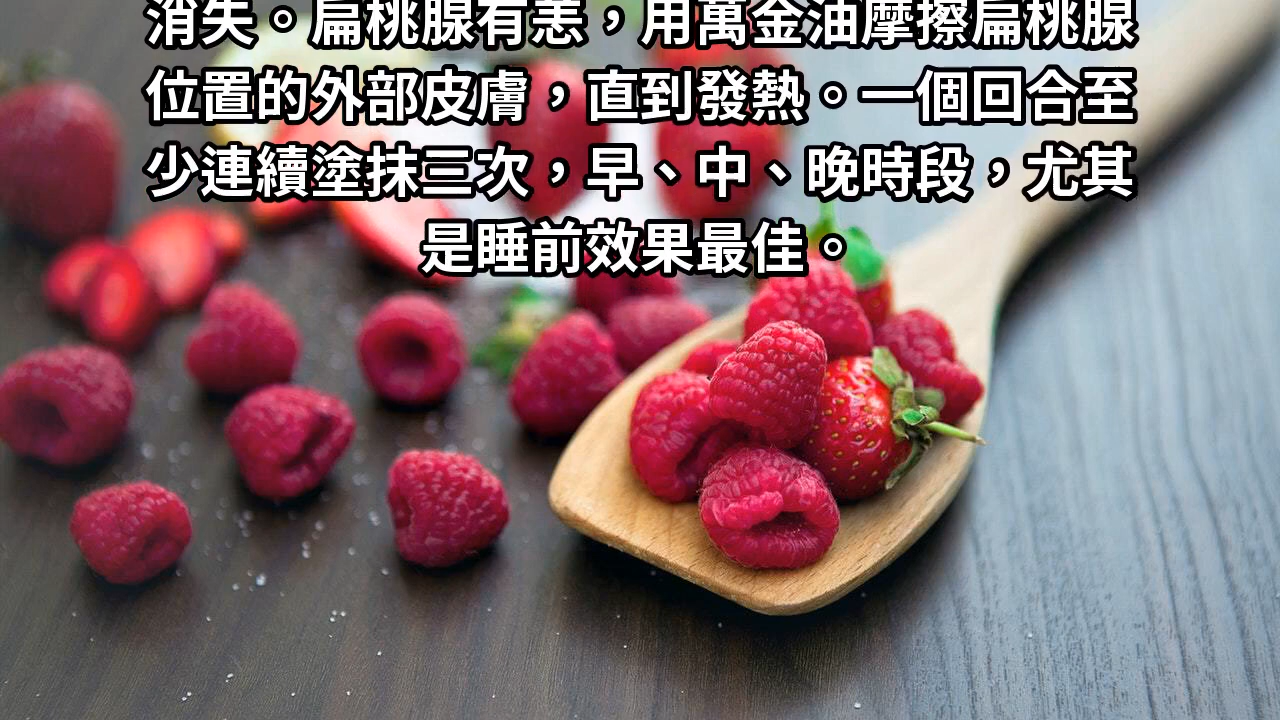 消失。扁桃腺有恙，用萬金油摩擦扁桃腺
位置的外部皮膚，直到發熱。一個回合至
少連續塗抹三次，早、中、晚時段，尤其
是睡前效果最佳。